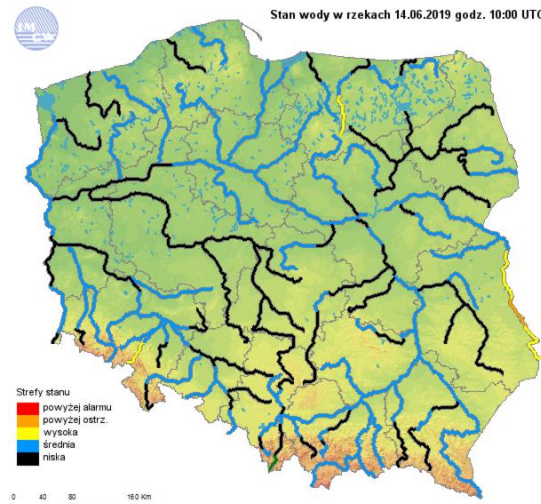 Stan wody w rzekach 14.06.2019 godz. 10:00 UTC
Strefy stanu
powyżej alarmu
powyżej ostrz.
wysoka
średnia
niska
0 40 80 160 Km